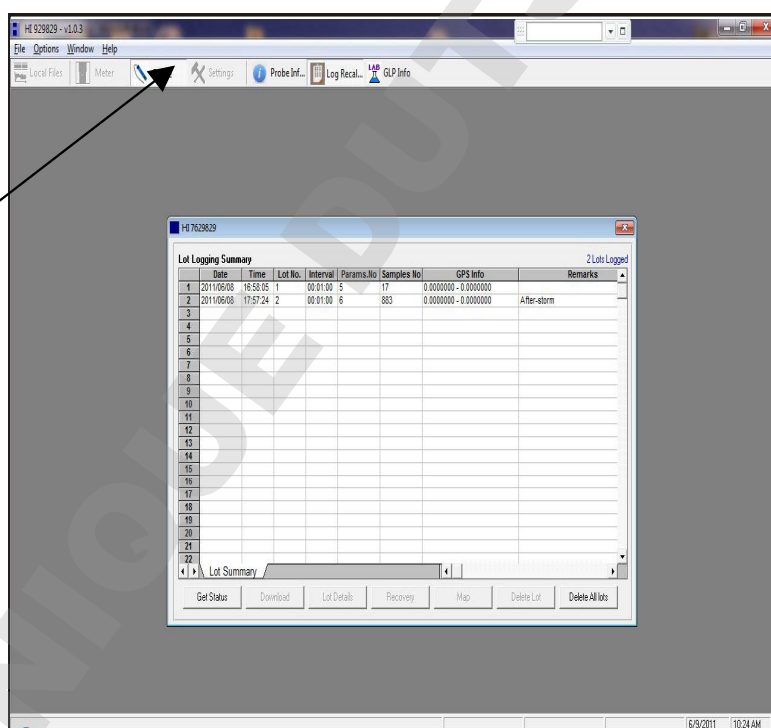 HI 929829 - v1.0.3
File Options Window Help
Local Files Meter Settings Probe Inf... Log Recal... LAB GLP Info
HI 7629829
Lot Logging Summary 2 Lots Logged
Date Time Lot No. Interval Params.No Samples No GPS Info Remarks
1 2011/06/08 16:58:05 1 00:01:00 5 17 0.0000000 - 0.0000000
2 2011/06/08 17:57:24 2 00:01:00 6 883 0.0000000 - 0.0000000 After-storm
3
4
5
6
7
8
9
10
11
12
13
14
15
16
17
18
19
20
21
22
Lot Summary
Get Status Download Lot Details Recovery Map Delete Lot Delete All lots
6/9/2011 10:24 AM
NIQUE DUT